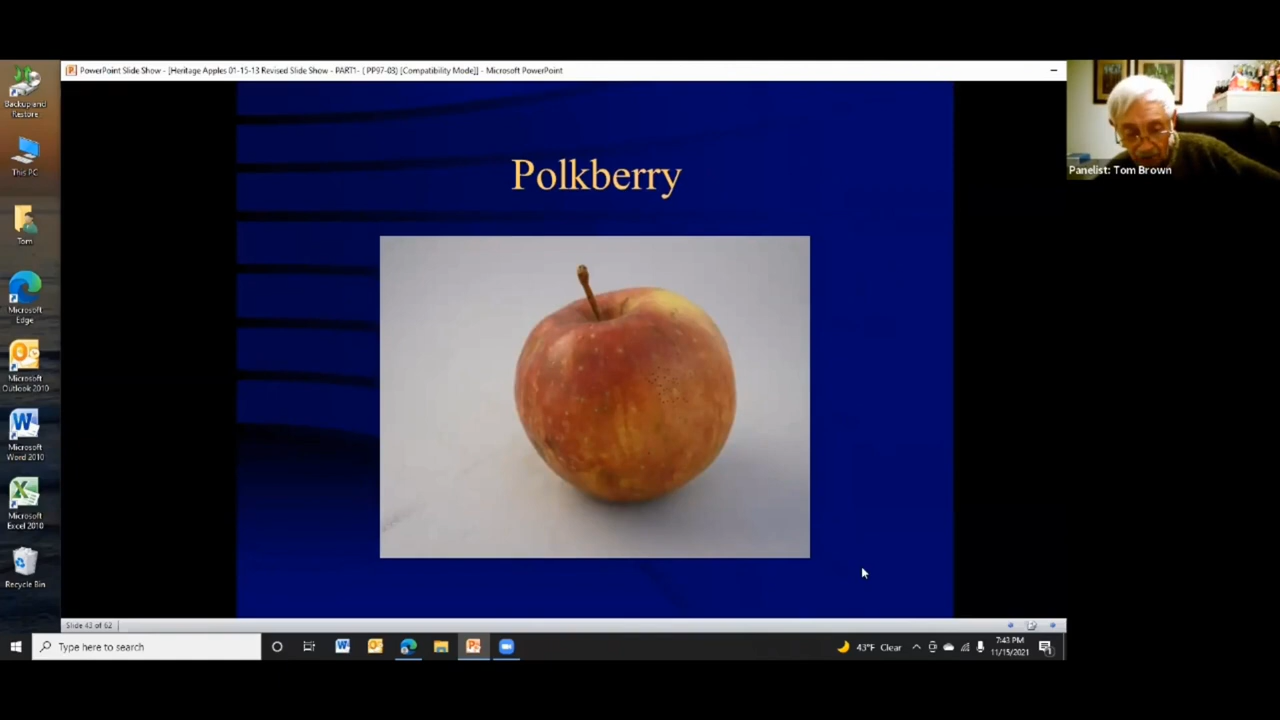 PowerPoint Slide Show - [Heritage Apples 01-15-13 Revised Slide Show - PART1- ( PP97-03) [Compatibility Mode]] - Microsoft PowerPoint
Backup and
Restore
This PC
Tom
Microsoft
Edge
Microsoft
Outlook 2010
Microsoft
Word 2010
Microsoft
Excel 2010
Recycle Bin
Polkberry
Panelist: Tom Brown
Slide 43 of 62
Type here to search
43°F Clear
7:43 PM
11/15/2021